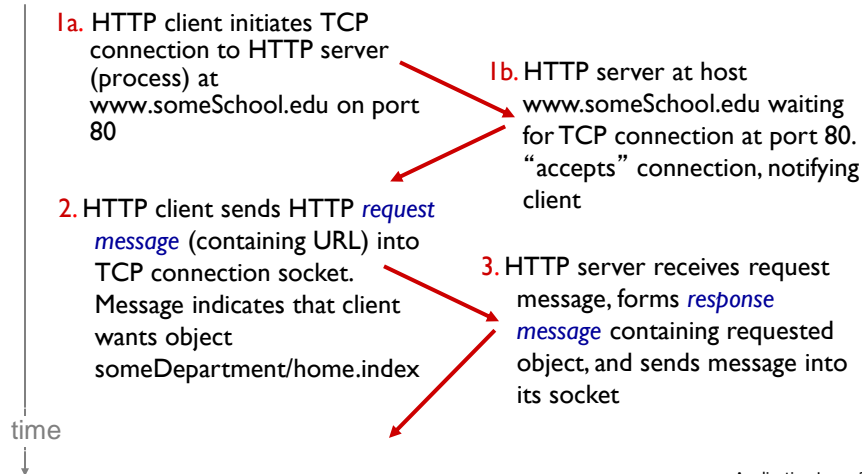 1a. HTTP client initiates TCP
connection to HTTP server
(process) at
www.someSchool.edu on port
80
1b. HTTP server at host
www.someSchool.edu waiting
for TCP connection at port 80.
“accepts” connection, notifying
client
2. HTTP client sends HTTP request
message (containing URL) into
TCP connection socket.
Message indicates that client
wants object
someDepartment/home.index
3. HTTP server receives request
message, forms response
message containing requested
object, and sends message into
its socket
time